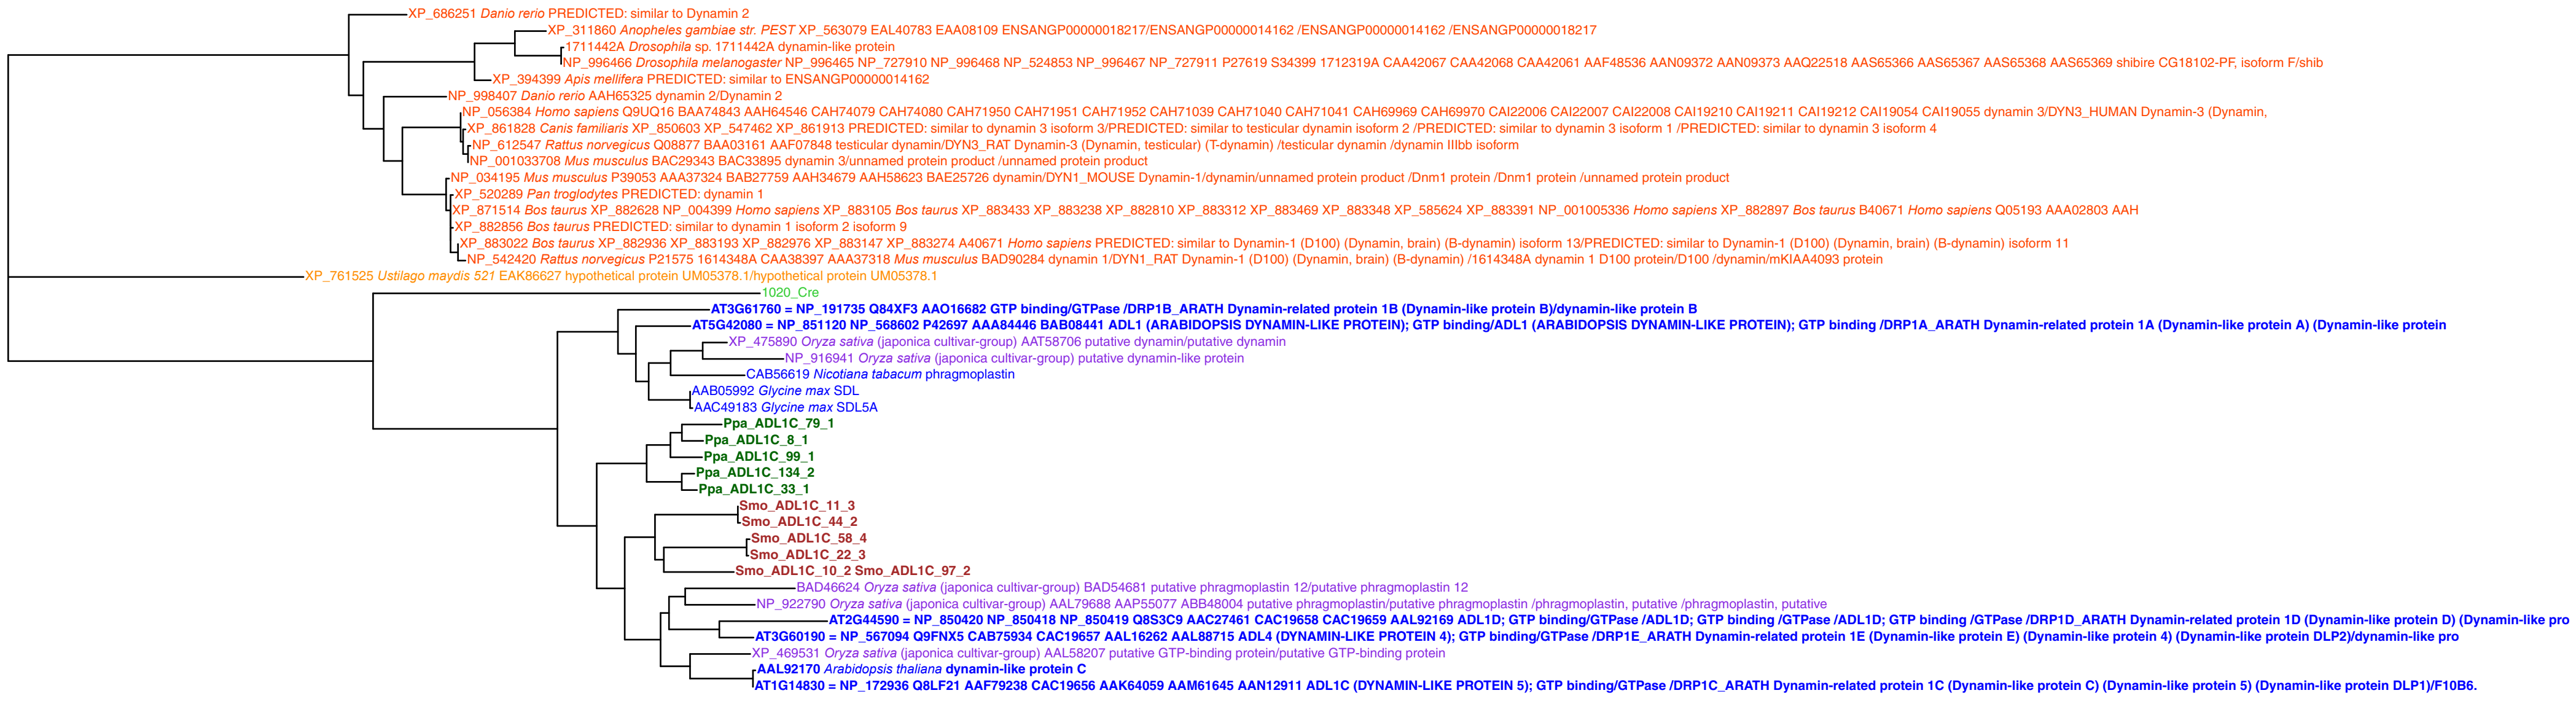 XP_686251 Danio rerio PREDICTED: similar to Dynamin 2
XP_311860 Anopheles gambiae str. PEST XP_563079 EAL40783 EAA08109 ENSANGP00000018217/ENSANGP00000014162 /ENSANGP00000014162 /ENSANGP00000018217
1711442A Drosophila sp. 1711442A dynamin-like protein
NP_996466 Drosophila melanogaster NP_996465 NP_727910 NP_996468 NP_524853 NP_996467 NP_727911 P27619 S34399 1712319A CAA42067 CAA42068 CAA42061 AAF48536 AAN09372 AAN09373 AAQ22518 AAS65366 AAS65367 AAS65368 AAS65369 shibire CG18102-PF, isoform F/shib
XP_394399 Apis mellifera PREDICTED: similar to ENSANGP00000014162
NP_998407 Danio rerio AAH65325 dynamin 2/Dynamin 2
NP_056384 Homo sapiens Q9UQ16 BAA74843 AAH64546 CAH74079 CAH74080 CAH71950 CAH71951 CAH71952 CAH71039 CAH71040 CAH71041 CAH69969 CAH69970 CAI22006 CAI22007 CAI22008 CAI19210 CAI19211 CAI19212 CAI19054 CAI19055 dynamin 3/DYN3_HUMAN Dynamin-3 (Dynamin,
XP_861828 Canis familiaris XP_850603 XP_547462 XP_861913 PREDICTED: similar to dynamin 3 isoform 3/PREDICTED: similar to testicular dynamin isoform 2 /PREDICTED: similar to dynamin 3 isoform 1 /PREDICTED: similar to dynamin 3 isoform 4
NP_612547 Rattus norvegicus Q08877 BAA03161 AAF07848 testicular dynamin/DYN3_RAT Dynamin-3 (Dynamin, testicular) (T-dynamin) /testicular dynamin /dynamin IIIbb isoform
NP_001033708 Mus musculus BAC29343 BAC33895 dynamin 3/unnamed protein product /unnamed protein product
NP_034195 Mus musculus P39053 AAA37324 BAB27759 AAH34679 AAH58623 BAE25726 dynamin/DYN1_MOUSE Dynamin-1/dynamin/unnamed protein product /Dnm1 protein /Dnm1 protein /unnamed protein product
XP_520289 Pan troglodytes PREDICTED: dynamin 1
XP_871514 Bos taurus XP_882628 NP_004399 Homo sapiens XP_883105 Bos taurus XP_883433 XP_883238 XP_882810 XP_883312 XP_883469 XP_883348 XP_585624 XP_883391 NP_001005336 Homo sapiens XP_882897 Bos taurus B40671 Homo sapiens Q05193 AAA02803 AAH
XP_882856 Bos taurus PREDICTED: similar to dynamin 1 isoform 2 isoform 9
XP_883022 Bos taurus XP_882936 XP_883193 XP_882976 XP_883147 XP_883274 A40671 Homo sapiens PREDICTED: similar to Dynamin-1 (D100) (Dynamin, brain) (B-dynamin) isoform 13/PREDICTED: similar to Dynamin-1 (D100) (Dynamin, brain) (B-dynamin) isoform 11
NP_542420 Rattus norvegicus P21575 1614348A CAA38397 AAA37318 Mus musculus BAD90284 dynamin 1/DYN1_RAT Dynamin-1 (D100) (Dynamin, brain) (B-dynamin) /1614348A dynamin 1 D100 protein/D100 /dynamin/mKIAA4093 protein
XP_761525 Ustilago maydis 521 EAK86627 hypothetical protein UM05378.1/hypothetical protein UM05378.1
1020_Cre
AT3G61760 = NP_191735 Q84XF3 AAO16682 GTP binding/GTPase /DRP1B_ARATH Dynamin-related protein 1B (Dynamin-like protein B)/dynamin-like protein B
AT5G42080 = NP_851120 NP_568602 P42697 AAA84446 BAB08441 ADL1 (ARABIDOPSIS DYNAMIN-LIKE PROTEIN); GTP binding/ADL1 (ARABIDOPSIS DYNAMIN-LIKE PROTEIN); GTP binding /DRP1A_ARATH Dynamin-related protein 1A (Dynamin-like protein A) (Dynamin-like protein
XP_475890 Oryza sativa (japonica cultivar-group) AAT58706 putative dynamin/putative dynamin
NP_916941 Oryza sativa (japonica cultivar-group) putative dynamin-like protein
CAB56619 Nicotiana tabacum phragmoplastin
AAB05992 Glycine max SDL
AAC49183 Glycine max SDL5A
Ppa_ADL1C_79_1
Ppa_ADL1C_8_1
Ppa_ADL1C_99_1
Ppa_ADL1C_134_2
Ppa_ADL1C_33_1
Smo_ADL1C_11_3
Smo_ADL1C_44_2
Smo_ADL1C_58_4
Smo_ADL1C_22_3
Smo_ADL1C_10_2 Smo_ADL1C_97_2
BAD46624 Oryza sativa (japonica cultivar-group) BAD54681 putative phragmoplastin 12/putative phragmoplastin 12
NP_922790 Oryza sativa (japonica cultivar-group) AAL79688 AAP55077 ABB48004 putative phragmoplastin/putative phragmoplastin /phragmoplastin, putative /phragmoplastin, putative
AT2G44590 = NP_850420 NP_850418 NP_850419 Q8S3C9 AAC27461 CAC19658 CAC19659 AAL92169 ADL1D; GTP binding/GTPase /ADL1D; GTP binding /GTPase /ADL1D; GTP binding /GTPase /DRP1D_ARATH Dynamin-related protein 1D (Dynamin-like protein D) (Dynamin-like pro
AT3G60190 = NP_567094 Q9FNX5 CAB75934 CAC19657 AAL16262 AAL88715 ADL4 (DYNAMIN-LIKE PROTEIN 4); GTP binding/GTPase /DRP1E_ARATH Dynamin-related protein 1E (Dynamin-like protein E) (Dynamin-like protein 4) (Dynamin-like protein DLP2)/dynamin-like pro
XP_469531 Oryza sativa (japonica cultivar-group) AAL58207 putative GTP-binding protein/putative GTP-binding protein
AAL92170 Arabidopsis thaliana dynamin-like protein C
AT1G14830 = NP_172936 Q8LF21 AAF79238 CAC19656 AAK64059 AAM61645 AAN12911 ADL1C (DYNAMIN-LIKE PROTEIN 5); GTP binding/GTPase /DRP1C_ARATH Dynamin-related protein 1C (Dynamin-like protein C) (Dynamin-like protein 5) (Dynamin-like protein DLP1)/F10B6.